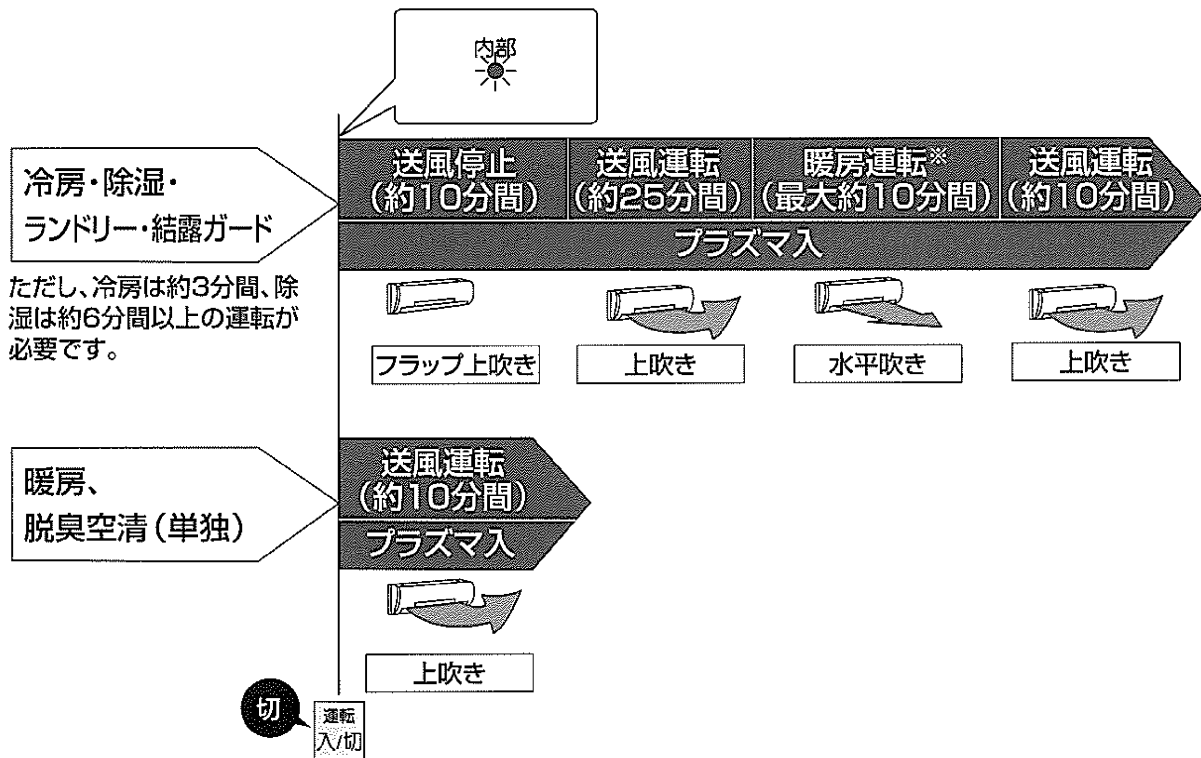 内部
冷房・除湿・
ランドリー・結露ガード
ただし、冷房は約3分間、除
湿は約6分間以上の運転が
必要です。
送風停止
(約10分間)
送風運転
(約25分間)
暖房運転※
(最大約10分間)
送風運転
(約10分間)
プラズマ入
フラップ上吹き
上吹き
水平吹き
上吹き
暖房、
脱臭空清(単独)
送風運転
(約10分間)
プラズマ入
上吹き
切
運転
入/切